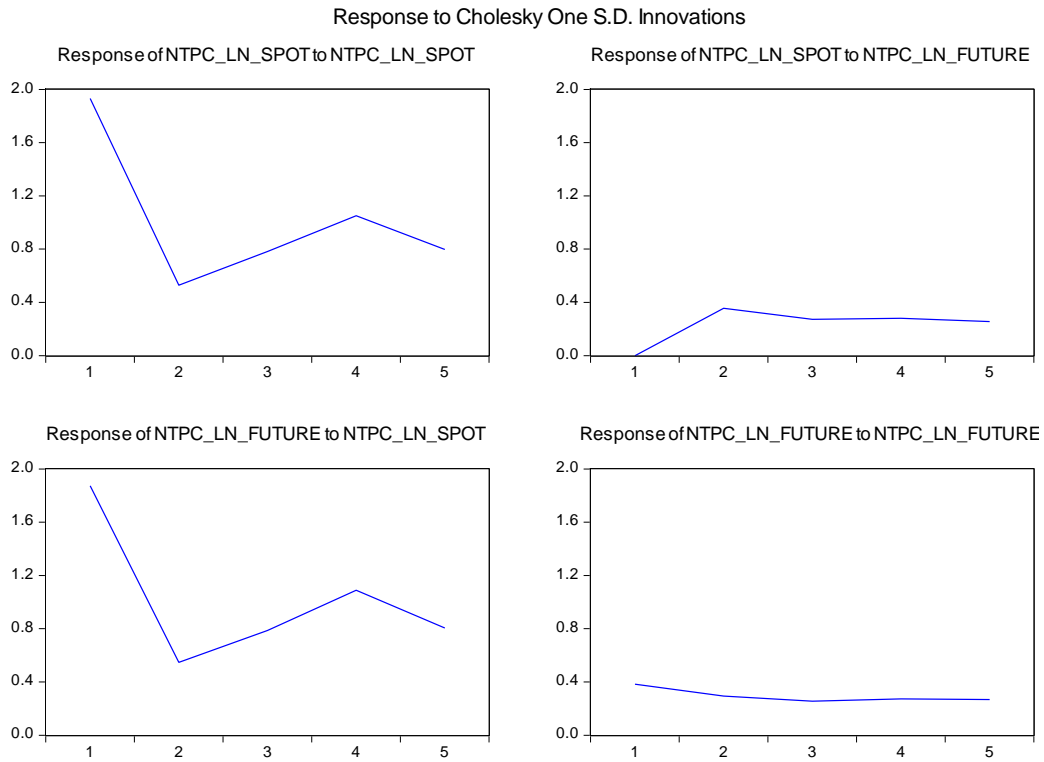 Response to Cholesky One S.D. Innovations
Response of NTPC_LN_SPOT to NTPC_LN_SPOT
2.0
1.6
1.2
0.8
0.4
0.0
1 2 3 4 5
Response of NTPC_LN_SPOT to NTPC_LN_FUTURE
2.0
1.6
1.2
0.8
0.4
0.0
1 2 3 4 5
Response of NTPC_LN_FUTURE to NTPC_LN_SPOT
2.0
1.6
1.2
0.8
0.4
0.0
1 2 3 4 5
Response of NTPC_LN_FUTURE to NTPC_LN_FUTURE
2.0
1.6
1.2
0.8
0.4
0.0
1 2 3 4 5